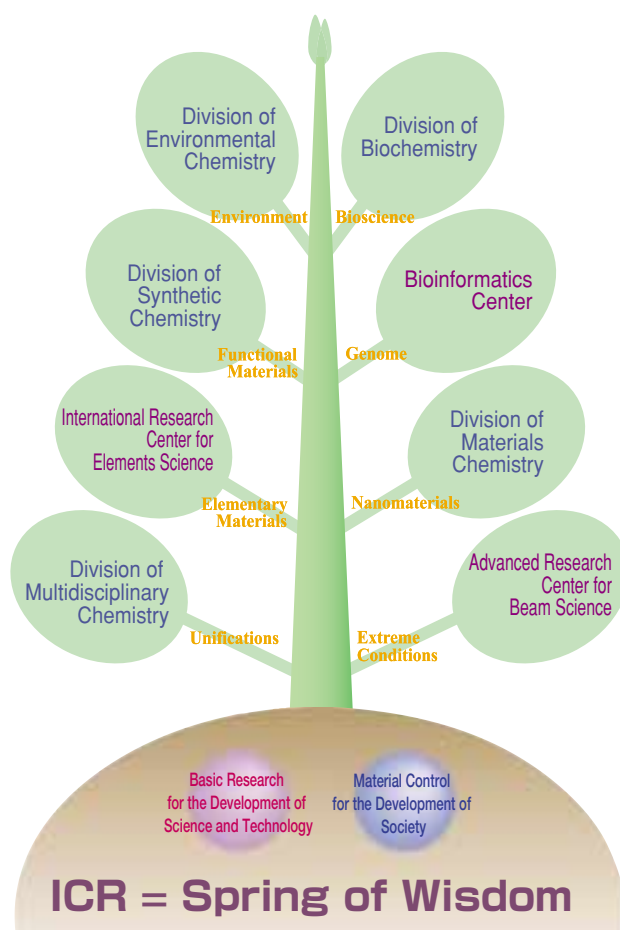 Division of
Environmental
Chemistry
Division of
Biochemistry
Environment
Bioscience
Division of
Synthetic
Chemistry
Bioinformatics
Center
Functional
Materials
Genome
International Research
Center for
Elements Science
Division of
Materials
Chemistry
Elementary
Materials
Nanomaterials
Division of
Multidisciplinary
Chemistry
Advanced Research
Center for
Beam Science
Unifications
Extreme
Conditions
Basic Research
for the Development of
Science and Technology
Material Control
for the Development of
Society
ICR = Spring of Wisdom